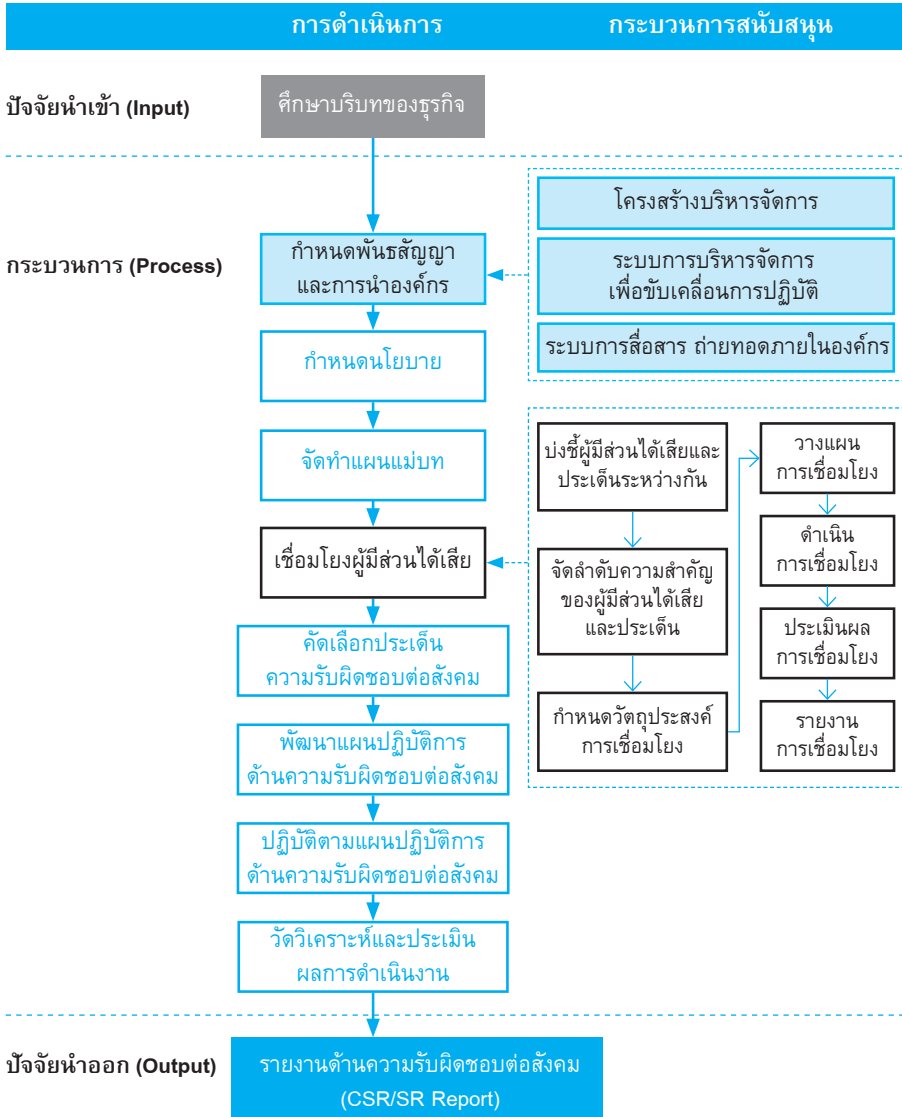 การดำเนินการ
กระบวนการสนับสนุน
ปัจจัยนำเข้า (Input)
ศึกษาบริบทของธุรกิจ
กระบวนการ (Process)
กำหนดพันธสัญญา
และการนำองค์กร
โครงสร้างบริหารจัดการ
ระบบการบริหารจัดการ
เพื่อขับเคลื่อนการปฏิบัติ
ระบบการสื่อสาร ถ่ายทอดภายในองค์กร
กำหนดนโยบาย
จัดทำแผนแม่บท
เชื่อมโยงผู้มีส่วนได้เสีย
บ่งชี้ผู้มีส่วนได้เสียและ
ประเด็นระหว่างกัน
จัดลำดับความสำคัญ
ของผู้มีส่วนได้เสีย
และประเด็น
กำหนดวัตถุประสงค์
การเชื่อมโยง
วางแผน
การเชื่อมโยง
ดำเนิน
การเชื่อมโยง
ประเมินผล
การเชื่อมโยง
รายงาน
การเชื่อมโยง
คัดเลือกประเด็น
ความรับผิดชอบต่อสังคม
พัฒนาแผนปฏิบัติการ
ด้านความรับผิดชอบต่อสังคม
ปฏิบัติตามแผนปฏิบัติการ
ด้านความรับผิดชอบต่อสังคม
วัดวิเคราะห์และประเมิน
ผลการดำเนินงาน
ปัจจัยนำออก (Output)
รายงานด้านความรับผิดชอบต่อสังคม
(CSR/SR Report)